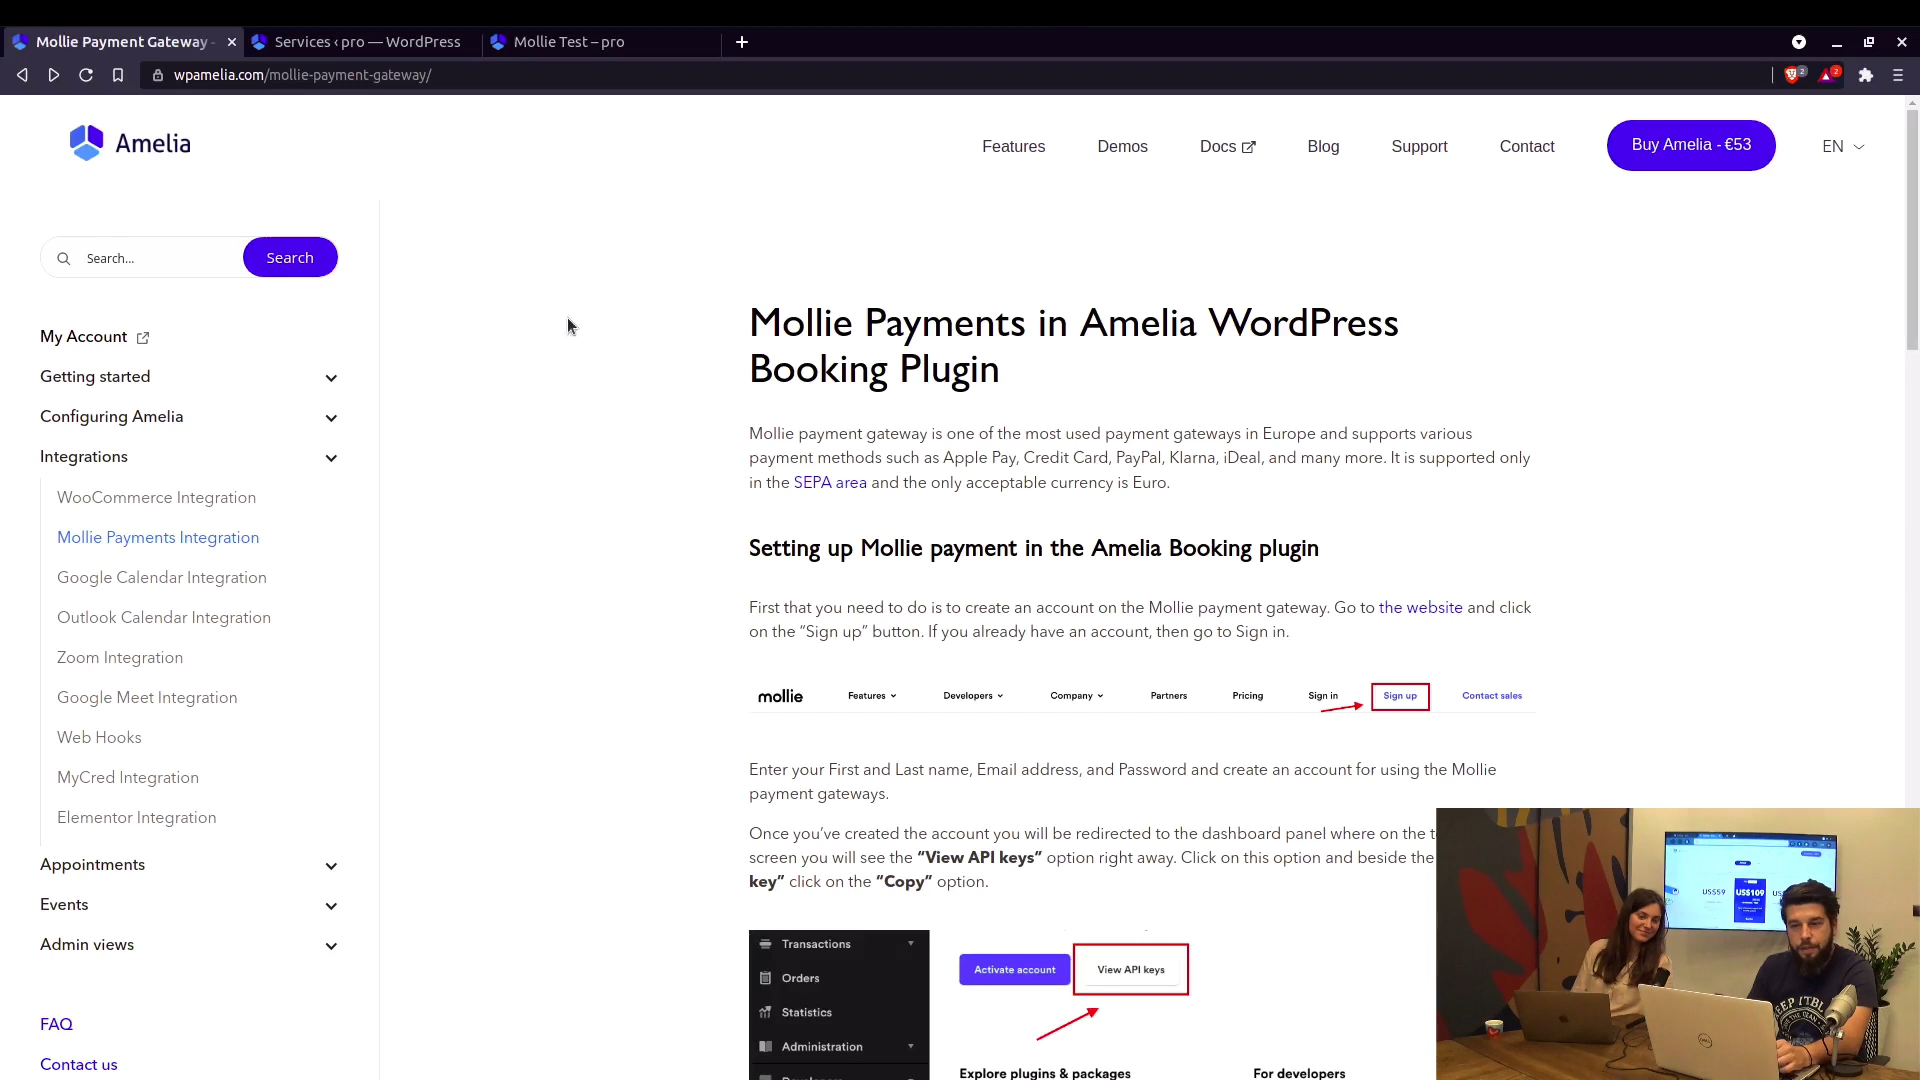 Mollie Payment Gateway -
Services ‹ pro — WordPress
Mollie Test – pro
wpamelia.com/mollie-payment-gateway/
2
2
Amelia
Features
Demos
Docs
Blog
Support
Contact
Buy Amelia - €53
EN
Search...
Search
My Account
Getting started
Configuring Amelia
Integrations
WooCommerce Integration
Mollie Payments Integration
Google Calendar Integration
Outlook Calendar Integration
Zoom Integration
Google Meet Integration
Web Hooks
MyCred Integration
Elementor Integration
Appointments
Events
Admin views
FAQ
Contact us
Mollie Payments in Amelia WordPress
Booking Plugin
Mollie payment gateway is one of the most used payment gateways in Europe and supports various
payment methods such as Apple Pay, Credit Card, PayPal, Klarna, iDeal, and many more. It is supported only
in the SEPA area and the only acceptable currency is Euro.
Setting up Mollie payment in the Amelia Booking plugin
First that you need to do is to create an account on the Mollie payment gateway. Go to the website and click
on the “Sign up” button. If you already have an account, then go to Sign in.
mollie
Features
Developers
Company
Partners
Pricing
Sign in
Sign up
Contact sales
Enter your First and Last name, Email address, and Password and create an account for using the Mollie
payment gateways.
Once you’ve created the account you will be redirected to the dashboard panel where on the t
screen you will see the “View API keys” option right away. Click on this option and beside the
key” click on the “Copy” option.
Transactions
Orders
Statistics
Administration
Activate account
View API keys
Explore plugins & packages
For developers
US$59
US$109